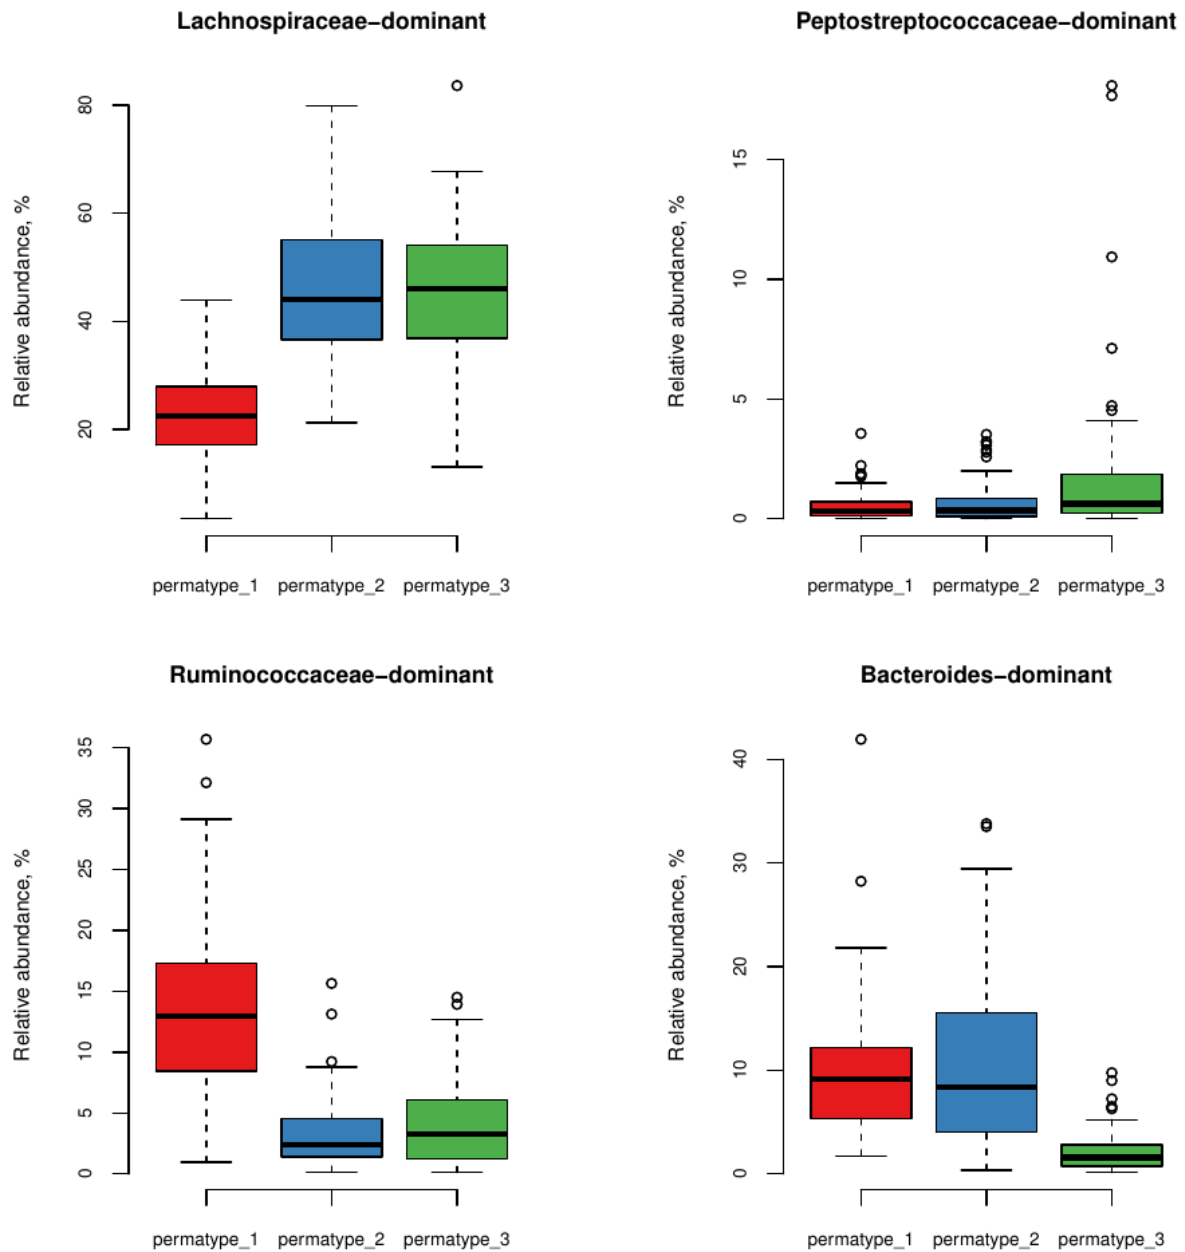 Lachnospiraceae−dominant
Relative abundance, %
80
60
40
20
permatype_1 permatype_2 permatype_3
Peptostreptococcaceae−dominant
Relative abundance, %
15
10
5
0
permatype_1 permatype_2 permatype_3
Ruminococcaceae−dominant
Relative abundance, %
35
30
25
20
15
10
5
0
permatype_1 permatype_2 permatype_3
Bacteroides−dominant
Relative abundance, %
40
30
20
10
0
permatype_1 permatype_2 permatype_3